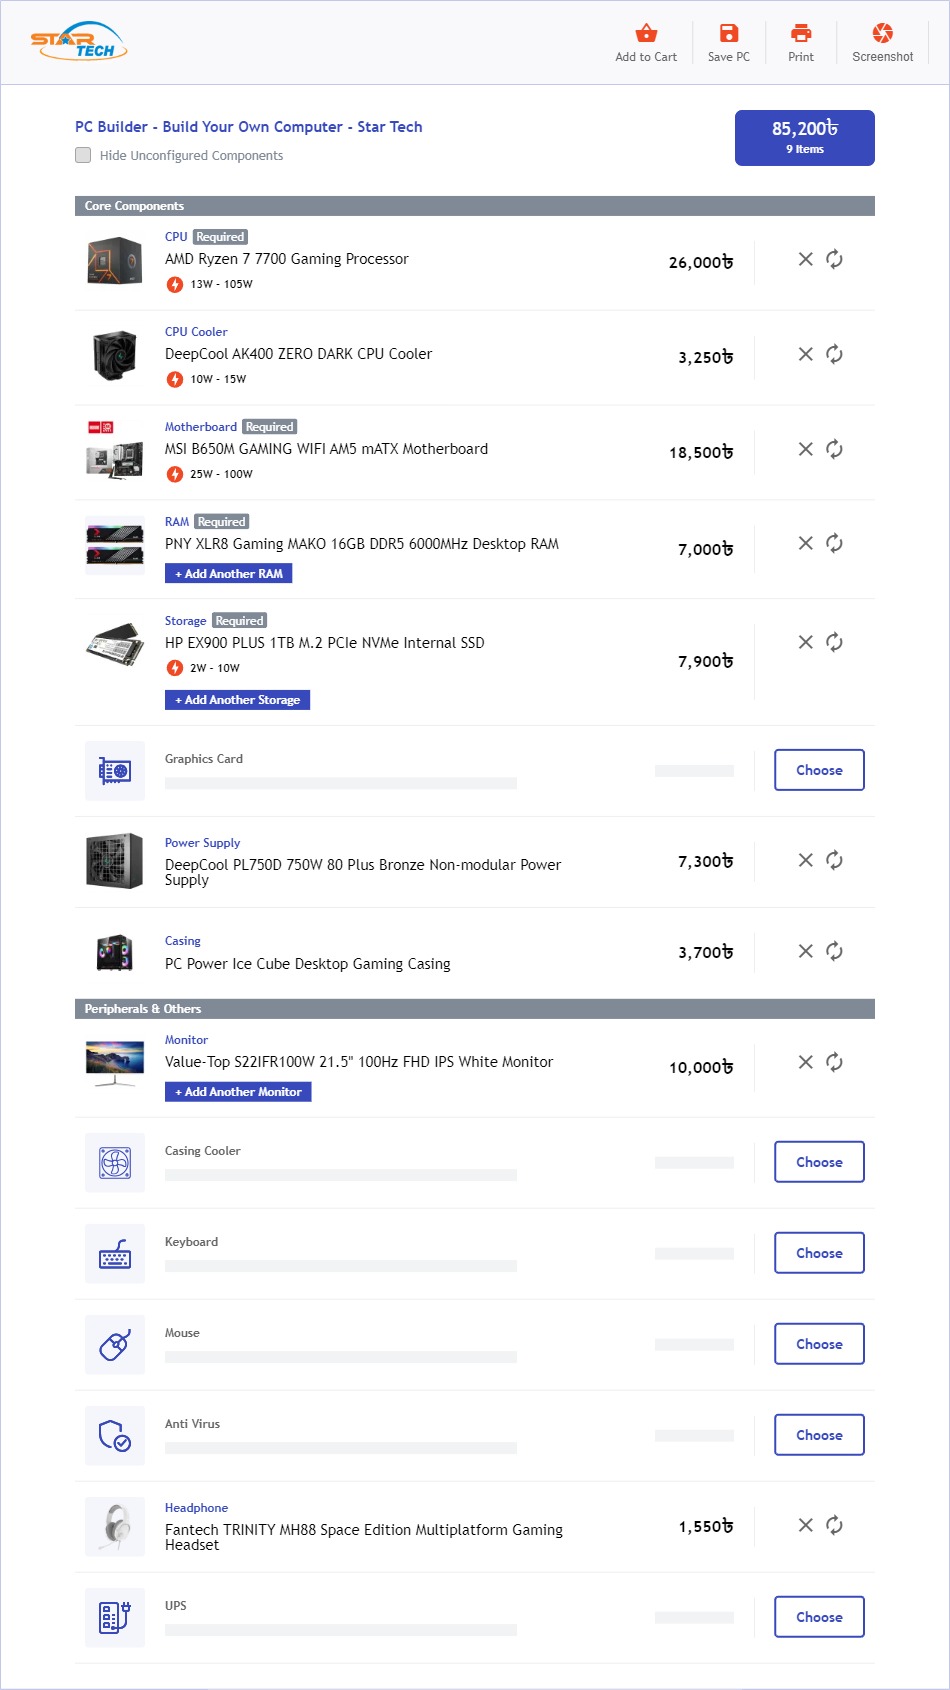 STAR
TECH
Add to Cart
Save PC
Print
Screenshot
PC Builder - Build Your Own Computer - Star Tech
85,200৳
9 Items
Hide Unconfigured Components
Core Components
CPU Required
AMD Ryzen 7 7700 Gaming Processor
13W - 105W
26,000৳
CPU Cooler
DeepCool AK400 ZERO DARK CPU Cooler
10W - 15W
3,250৳
Motherboard Required
MSI B650M GAMING WIFI AM5 mATX Motherboard
25W - 100W
18,500৳
RAM Required
PNY XLR8 Gaming MAKO 16GB DDR5 6000MHz Desktop RAM
+ Add Another RAM
7,000৳
Storage Required
HP EX900 PLUS 1TB M.2 PCIe NVMe Internal SSD
2W - 10W
+ Add Another Storage
7,900৳
Graphics Card
Choose
Power Supply
DeepCool PL750D 750W 80 Plus Bronze Non-modular Power
Supply
7,300৳
Casing
PC Power Ice Cube Desktop Gaming Casing
3,700৳
Peripherals & Others
Monitor
Value-Top S22IFR100W 21.5" 100Hz FHD IPS White Monitor
+ Add Another Monitor
10,000৳
Casing Cooler
Choose
Keyboard
Choose
Mouse
Choose
Anti Virus
Choose
Headphone
Fantech TRINITY MH88 Space Edition Multiplatform Gaming
Headset
1,550৳
UPS
Choose